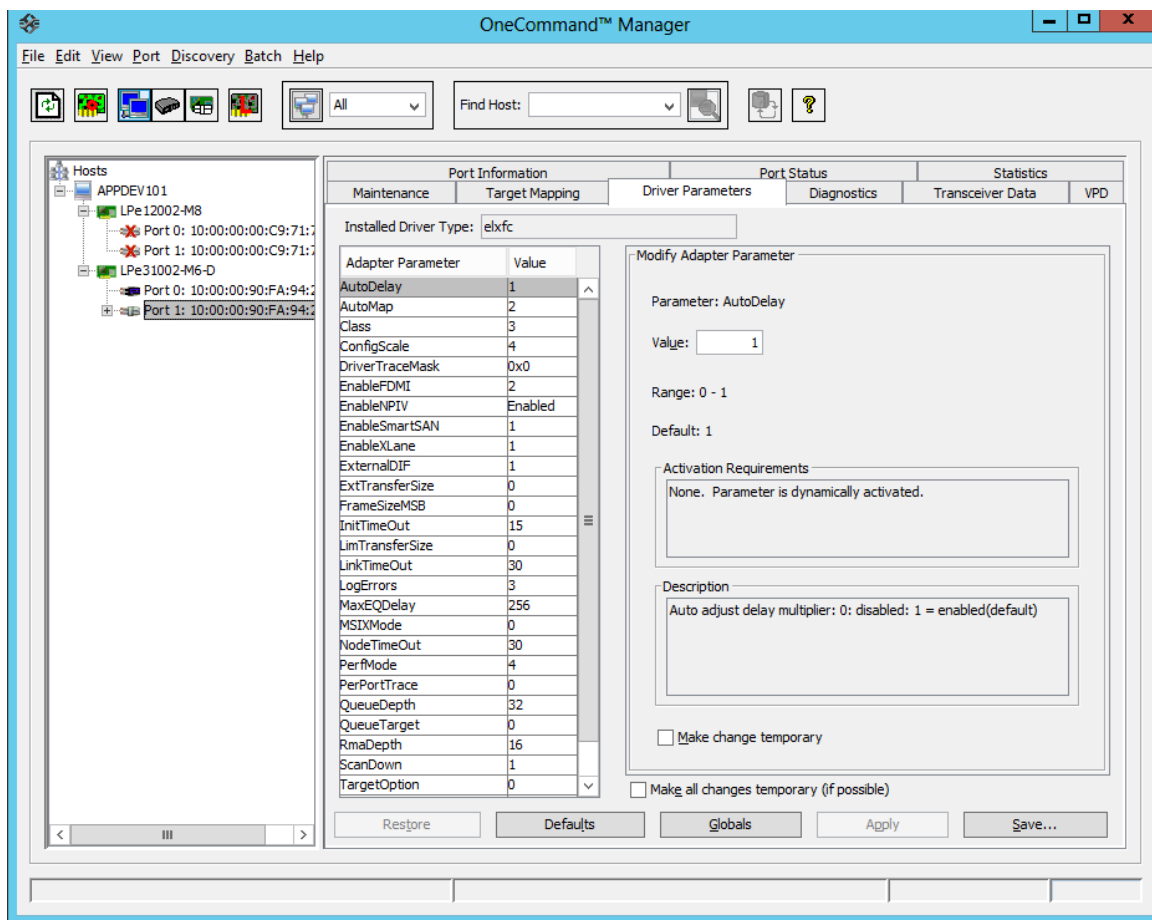 OneCommand™ Manager
File Edit View Port Discovery Batch Help
All
Find Host:
Hosts
APPDEV101
LPe12002-M8
Port 0: 10:00:00:00:C9:71:7
Port 1: 10:00:00:00:C9:71:7
LPe31002-M6-D
Port 0: 10:00:00:90:FA:94:2
Port 1: 10:00:00:90:FA:94:2
Port Information Port Status Statistics
Maintenance Target Mapping Driver Parameters Diagnostics Transceiver Data VPD
Installed Driver Type: elxfc
Adapter Parameter Value
AutoDelay 1
AutoMap 2
Class 3
ConfigScale 4
DriverTraceMask 0x0
EnableFDMI 2
EnableNPIV Enabled
EnableSmartSAN 1
EnableXLane 1
ExternalDIF 1
ExtTransferSize 0
FrameSizeMSB 0
InitTimeOut 15
LimTransferSize 0
LinkTimeOut 30
LogErrors 3
MaxEQDelay 256
MSIXMode 0
NodeTimeOut 30
PerfMode 4
PerPortTrace 0
QueueDepth 32
QueueTarget 0
RmaDepth 16
ScanDown 1
TargetOption 0
Modify Adapter Parameter
Parameter: AutoDelay
Value: 1
Range: 0 - 1
Default: 1
Activation Requirements
None. Parameter is dynamically activated.
Description
Auto adjust delay multiplier: 0: disabled: 1 = enabled(default)
Make change temporary
Make all changes temporary (if possible)
Restore Defaults Globals Apply Save...